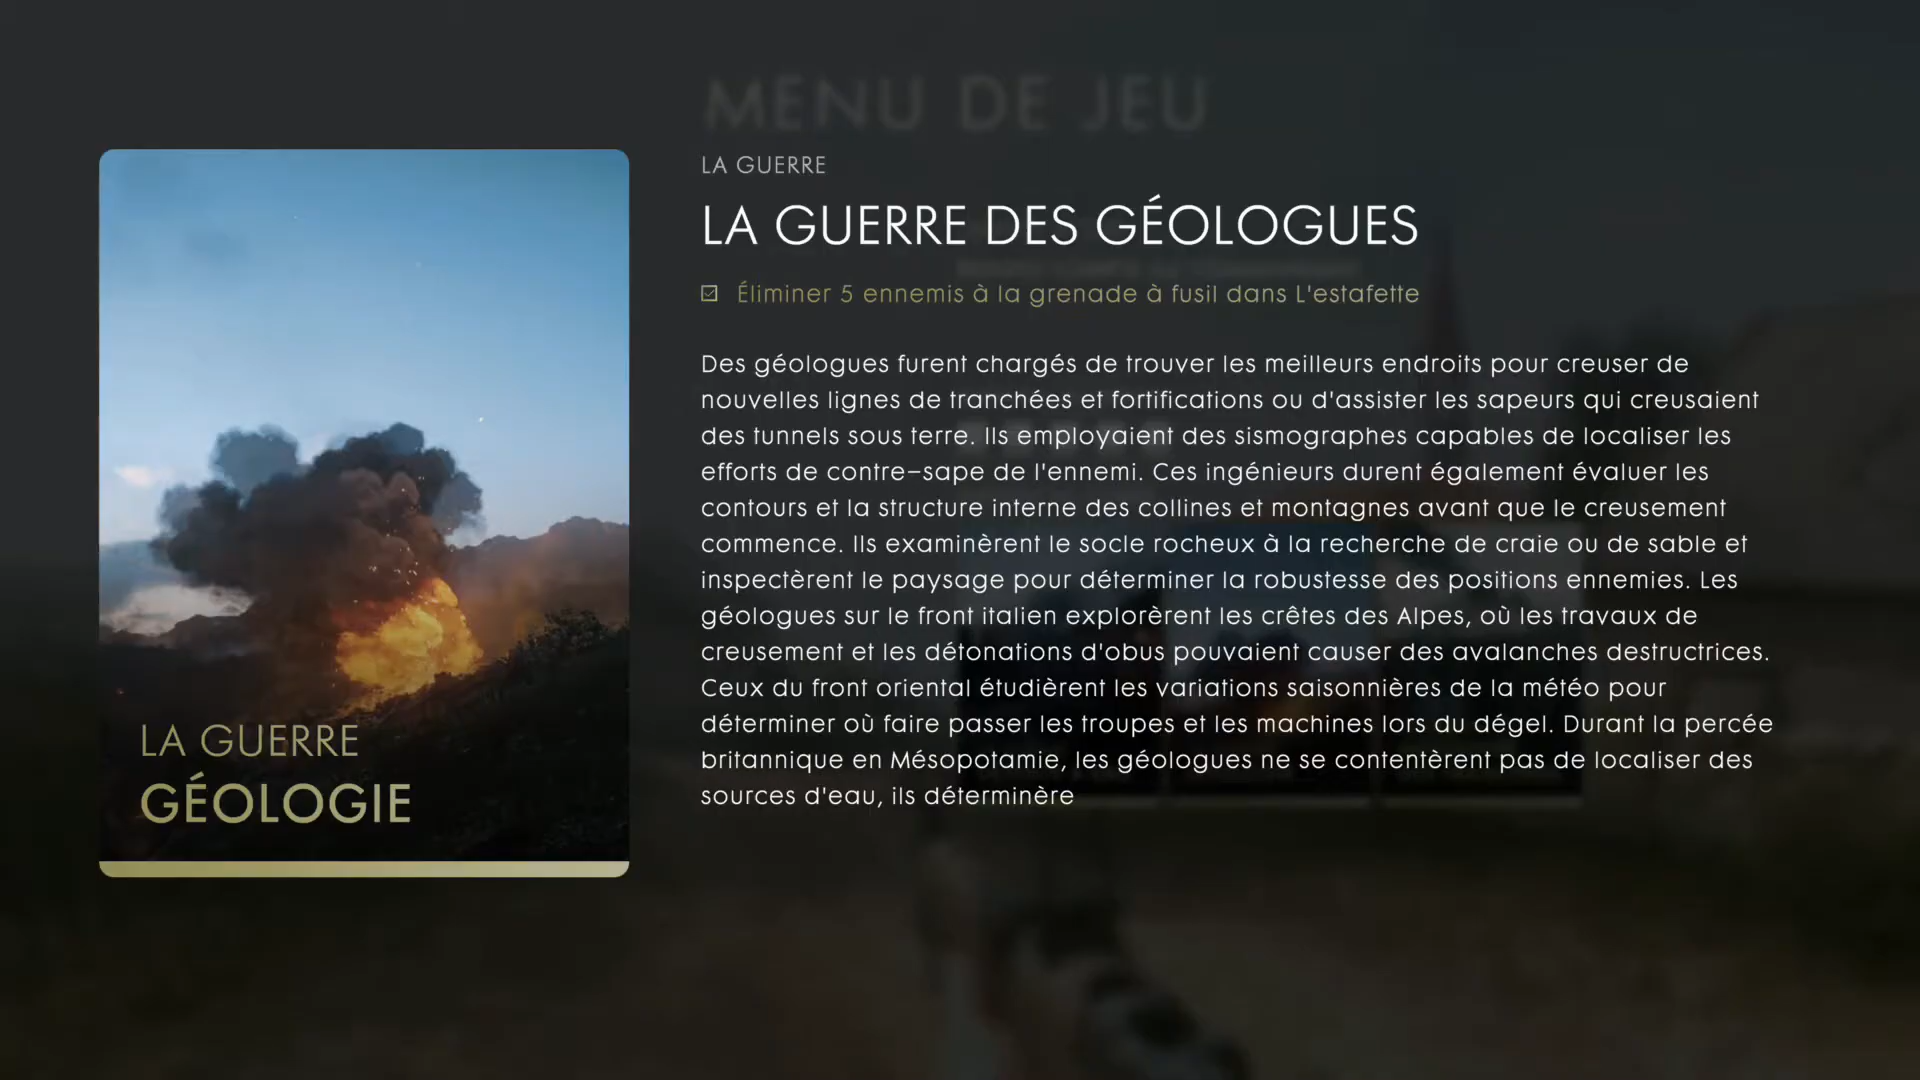 MENU DE JEU
LA GUERRE
LA GUERRE DES GÉOLOGUES
Éliminer 5 ennemis à la grenade à fusil dans L'estafette
Des géologues furent chargés de trouver les meilleurs endroits pour creuser de
nouvelles lignes de tranchées et fortifications ou d'assister les sapeurs qui creusaient
des tunnels sous terre. Ils employaient des sismographes capables de localiser les
efforts de contre-sape de l'ennemi. Ces ingénieurs durent également évaluer les
contours et la structure interne des collines et montagnes avant que le creusement
commence. Ils examinèrent le socle rocheux à la recherche de craie ou de sable et
inspectèrent le paysage pour déterminer la robustesse des positions ennemies. Les
géologues sur le front italien explorèrent les crêtes des Alpes, où les travaux de
creusement et les détonations d'obus pouvaient causer des avalanches destructrices.
Ceux du front oriental étudièrent les variations saisonnières de la météo pour
déterminer où faire passer les troupes et les machines lors du dégel. Durant la percée
britannique en Mésopotamie, les géologues ne se contentèrent pas de localiser des
sources d'eau, ils déterminère
LA GUERRE
GÉOLOGIE